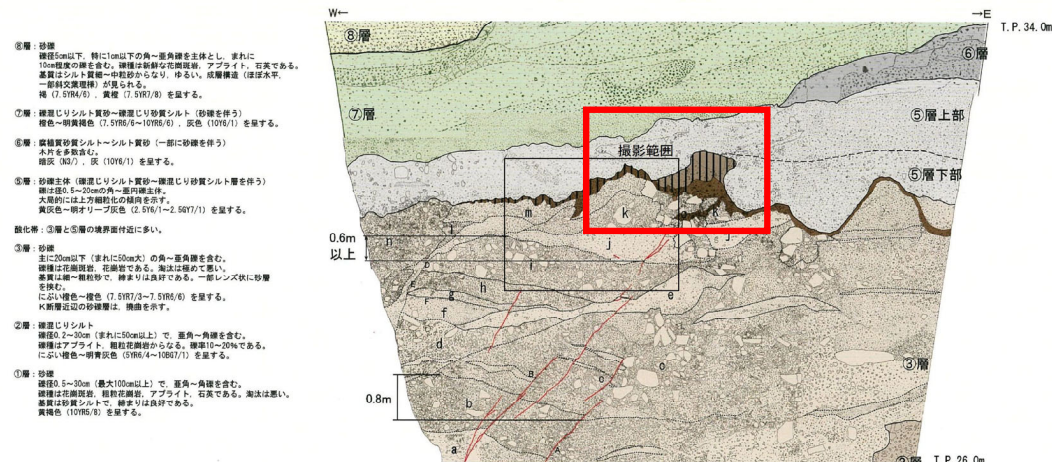 W←
→E
T.P. 34.0m
⑧層
⑥層
⑦層
⑤層上部
撮影範囲
⑤層下部
m
k
k
n
l
j
J
0.6m
以上
i
D
E
F
g
h
e
f
d
③層
B
C
c
0.8m
b
a
A
②層 T.P. 26.0m
⑧層：砂礫
礫径5cm以下，特に1cm以下の角～亜角礫を主体とし，まれに
10cm程度の礫を含む。礫種は新鮮な花崗斑岩，アプライト，石英である。
基質はシルト質細～中粒砂からなり，ゆるい。成層構造（ほぼ水平，
一部斜交葉理様）が見られる。
褐（7.5YR4/6），黄橙（7.5YR7/8）を呈する。
⑦層：礫混じりシルト質砂～礫混じり砂質シルト（砂礫を伴う）
橙色～明黄褐色（7.5YR6/6～10YR6/6），灰色（10Y6/1）を呈する。
⑥層：腐植質砂質シルト～シルト質砂（一部に砂礫を伴う）
木片を多数含む。
暗灰（N3/），灰（10Y6/1）を呈する。
⑤層：砂礫主体（礫混じりシルト質砂～礫混じり砂質シルト層を伴う）
礫は径0.5～20cmの角～亜円礫主体。
大局的には上方細粒化の傾向を示す。
黄灰色～明オリーブ灰色（2.5Y6/1～2.5GY7/1）を呈する。
酸化帯：③層と⑤層の境界面付近に多い。
③層：砂礫
主に20cm以下（まれに50cm大）の角～亜角礫を含む。
礫種は花崗斑岩，花崗岩である。淘汰は極めて悪い。
基質は細～粗粒砂で，締まりは良好である。一部レンズ状に砂層
を挟む。
にぶい橙色～橙色（7.5YR7/3～7.5YR6/6）を呈する。
K断層近辺の砂礫層は，撓曲を示す。
②層：礫混じりシルト
礫径0.2～30cm（まれに50cm以上）で，亜角～角礫を含む。
礫種はアプライト，粗粒花崗岩からなる。礫率10～20%である。
にぶい橙色～明青灰色（5YR6/4～10BG7/1）を呈する。
①層：砂礫
礫径0.5～30cm（最大100cm以上）で，亜角～角礫を含む。
礫種は花崗斑岩，粗粒花崗岩，アプライト，石英である。淘汰は悪い。
基質は砂質シルトで，締まりは良好である。
黄褐色（10YR5/8）を呈する。